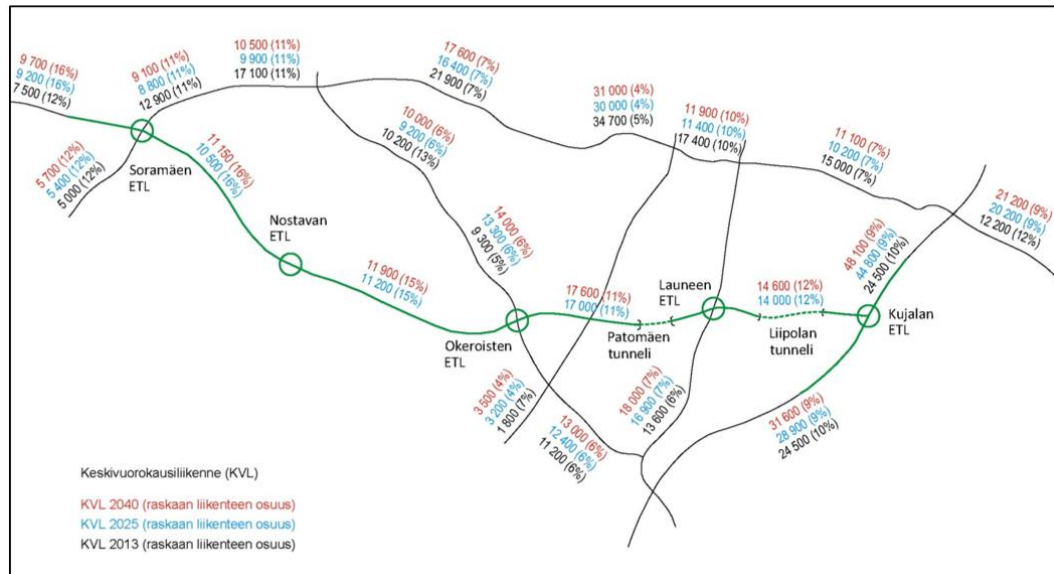 9 700 (16%)
9 200 (16%)
7 500 (12%)
9 100 (11%)
8 800 (11%)
12 900 (11%)
10 500 (11%)
9 900 (11%)
17 100 (11%)
17 600 (7%)
16 400 (7%)
21 900 (7%)
31 000 (4%)
30 000 (4%)
34 700 (5%)
11 900 (10%)
11 400 (10%)
17 400 (10%)
11 100 (7%)
10 200 (7%)
15 000 (7%)
21 200 (9%)
20 200 (9%)
12 200 (12%)
5 700 (12%)
5 400 (12%)
5 000 (12%)
Soramäen
ETL
11 150 (16%)
10 500 (16%)
10 000 (6%)
9 200 (6%)
10 200 (13%)
Nostavan
ETL
14 000 (6%)
13 300 (6%)
9 300 (5%)
48 100 (9%)
44 800 (9%)
24 500 (10%)
11 900 (15%)
11 200 (15%)
17 600 (11%)
17 000 (11%)
Launeen
ETL
14 600 (12%)
14 000 (12%)
Okeroisten
ETL
Patomäen
tunneli
Liipolan
tunneli
Kujalan
ETL
3 500 (4%)
3 200 (4%)
1 800 (7%)
13 000 (6%)
12 400 (6%)
11 200 (6%)
18 000 (7%)
16 900 (7%)
13 600 (6%)
31 600 (9%)
28 900 (9%)
24 500 (10%)
Keskivuorokausiliikenne (KVL)
KVL 2040 (raskaan liikenteen osuus)
KVL 2025 (raskaan liikenteen osuus)
KVL 2013 (raskaan liikenteen osuus)